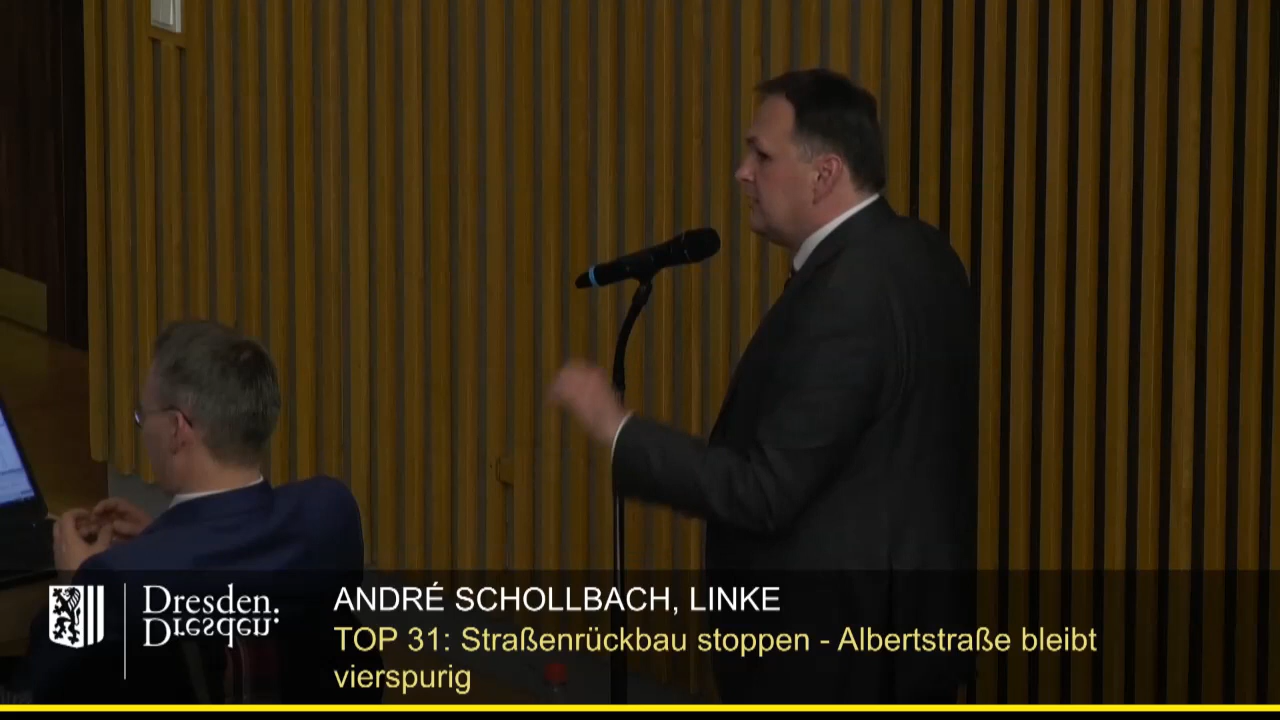 Dresden.
Dresden.
ANDRÉ SCHOLLBACH, LINKE
TOP 31: Straßenrückbau stoppen - Albertstraße bleibt
vierspurig